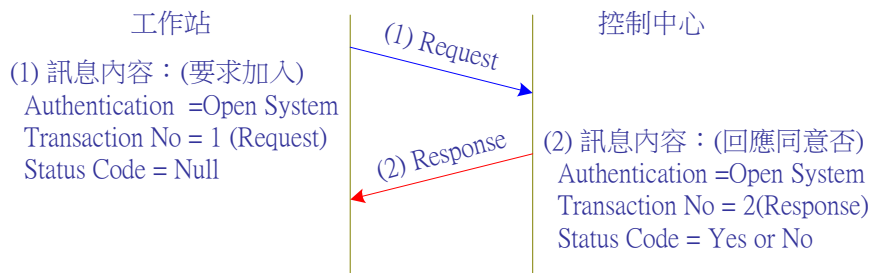 工作站
控制中心
(1) Request
(1) 訊息內容：(要求加入)
Authentication =Open System
Transaction No = 1 (Request)
Status Code = Null
(2) Response
(2) 訊息內容：(回應同意否)
Authentication =Open System
Transaction No = 2(Response)
Status Code = Yes or No